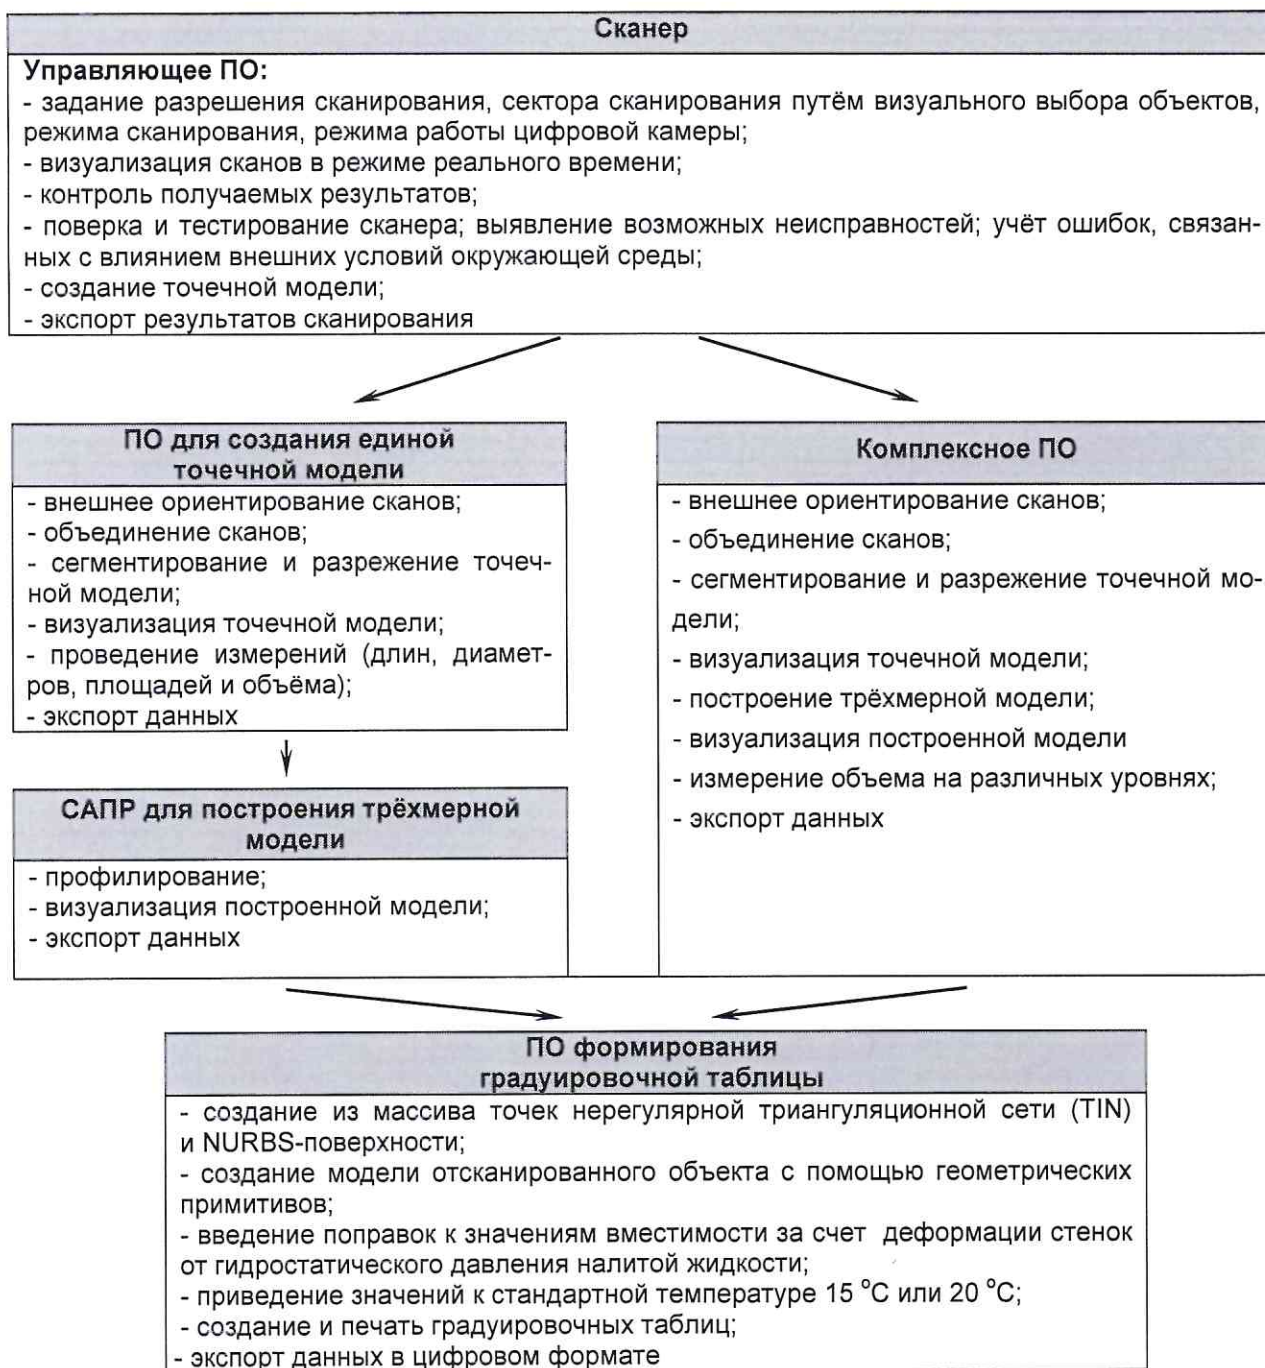 Сканер
Управляющее ПО:
- задание разрешения сканирования, сектора сканирования путём визуального выбора объектов,
режима сканирования, режима работы цифровой камеры;
- визуализация сканов в режиме реального времени;
- контроль получаемых результатов;
- поверка и тестирование сканера; выявление возможных неисправностей; учёт ошибок, связан-
ных с влиянием внешних условий окружающей среды;
- создание точечной модели;
- экспорт результатов сканирования
ПО для создания единой
точечной модели
- внешнее ориентирование сканов;
- объединение сканов;
- сегментирование и разрежение точеч-
ной модели;
- визуализация точечной модели;
- проведение измерений (длин, диамет-
ров, площадей и объёма);
- экспорт данных
САПР для построения трёхмерной
модели
- профилирование;
- визуализация построенной модели;
- экспорт данных
Комплексное ПО
- внешнее ориентирование сканов;
- объединение сканов;
- сегментирование и разрежение точечной мо-
дели;
- визуализация точечной модели;
- построение трёхмерной модели;
- визуализация построенной модели
- измерение объема на различных уровнях;
- экспорт данных
ПО формирования
градуировочной таблицы
- создание из массива точек нерегулярной триангуляционной сети (TIN)
и NURBS-поверхности;
- создание модели отсканированного объекта с помощью геометрических
примитивов;
- введение поправок к значениям вместимости за счет деформации стенок
от гидростатического давления налитой жидкости;
- приведение значений к стандартной температуре 15 °C или 20 °C;
- создание и печать градуировочных таблиц;
- экспорт данных в цифровом формате